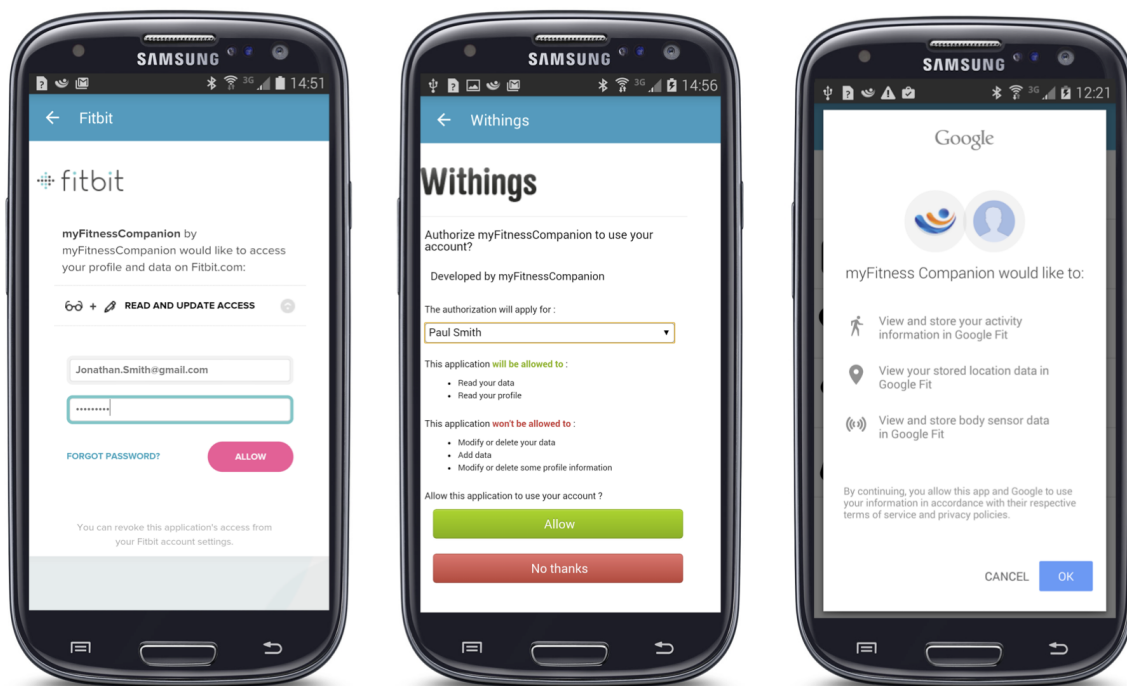 SAMSUNG
14:51
3G
Fitbit
fitbit
myFitnessCompanion by
myFitnessCompanion would like to access
your profile and data on Fitbit.com:
+ READ AND UPDATE ACCESS
Jonathan.Smith@gmail.com
FORGOT PASSWORD?
ALLOW
You can revoke this application's access from
your Fitbit account settings.
SAMSUNG
3G
14:56
Withings
Withings
Authorize myFitnessCompanion to use your
account?
Developed by myFitnessCompanion
The authorization will apply for :
Paul Smith
This application will be allowed to :
• Read your data
• Read your profile
This application won't be allowed to :
• Modify or delete your data
• Add data
• Modify or delete some profile information
Allow this application to use your account ?
Allow
No thanks
SAMSUNG
3G
12:21
Google
myFitness Companion would like to:
View and store your activity
information in Google Fit
View your stored location data in
Google Fit
View and store body sensor data
in Google Fit
By continuing, you allow this app and Google to use
your information in accordance with their respective
terms of service and privacy policies.
CANCEL
OK